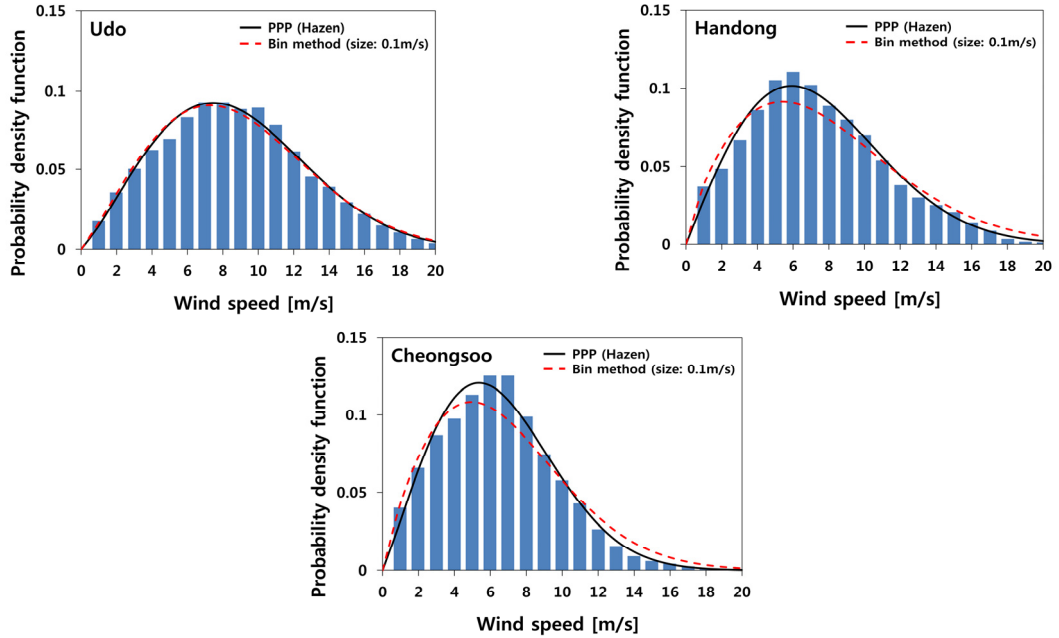 Udo
PPP (Hazen)
Bin method (size: 0.1m/s)
Probability density function
0.15
0.1
0.05
0
0 2 4 6 8 10 12 14 16 18 20
Wind speed [m/s]
Handong
PPP (Hazen)
Bin method (size: 0.1m/s)
Probability density function
0.15
0.1
0.05
0
0 2 4 6 8 10 12 14 16 18 20
Wind speed [m/s]
Cheongsoo
PPP (Hazen)
Bin method (size: 0.1m/s)
Probability density function
0.15
0.1
0.05
0
0 2 4 6 8 10 12 14 16 18 20
Wind speed [m/s]